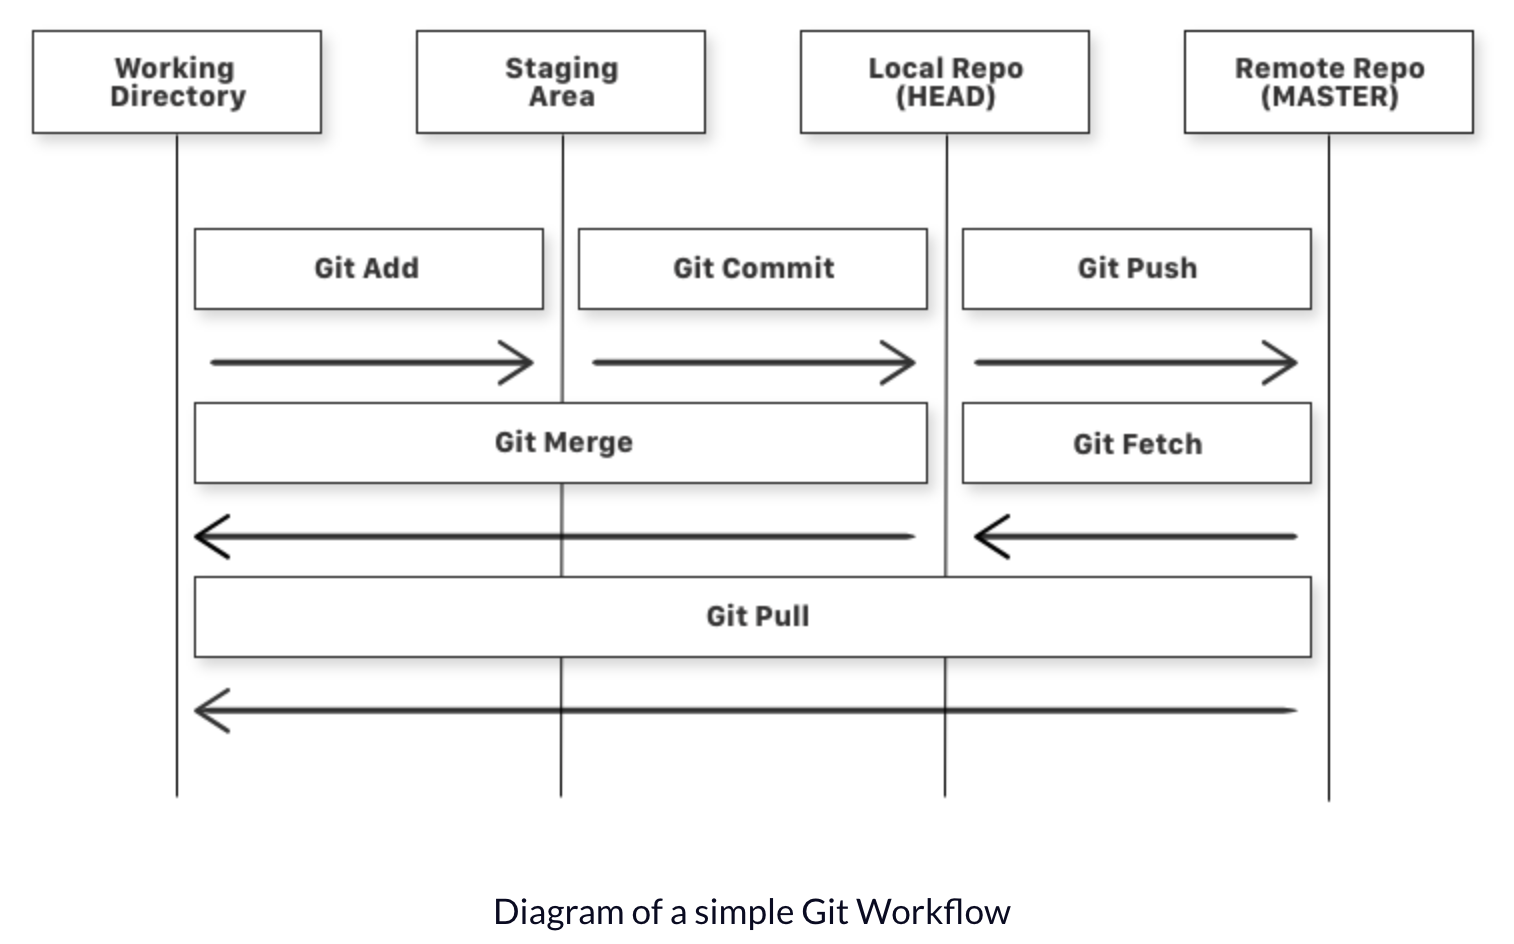 Working
Directory
Staging
Area
Local Repo
(HEAD)
Remote Repo
(MASTER)
Git Add
Git Commit
Git Push
Git Merge
Git Fetch
Git Pull
Diagram of a simple Git Workflow